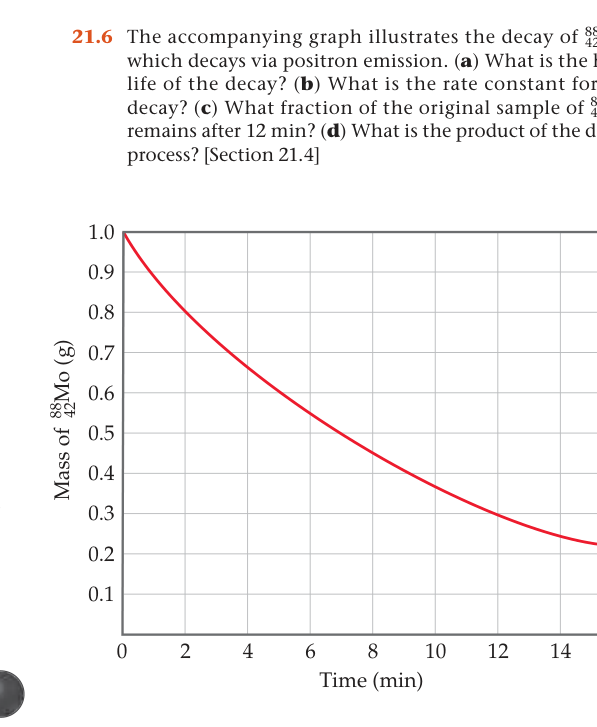 21.6 The accompanying graph illustrates the decay of ⁸⁸₄₂
which decays via positron emission. (a) What is the
life of the decay? (b) What is the rate constant for
decay? (c) What fraction of the original sample of
remains after 12 min? (d) What is the product of the
process? [Section 21.4]
1.0
0.9
0.8
0.7
0.6
0.5
0.4
0.3
0.2
0.1
Mass of ⁸⁸₄₂Mo (g)
0 2 4 6 8 10 12 14
Time (min)